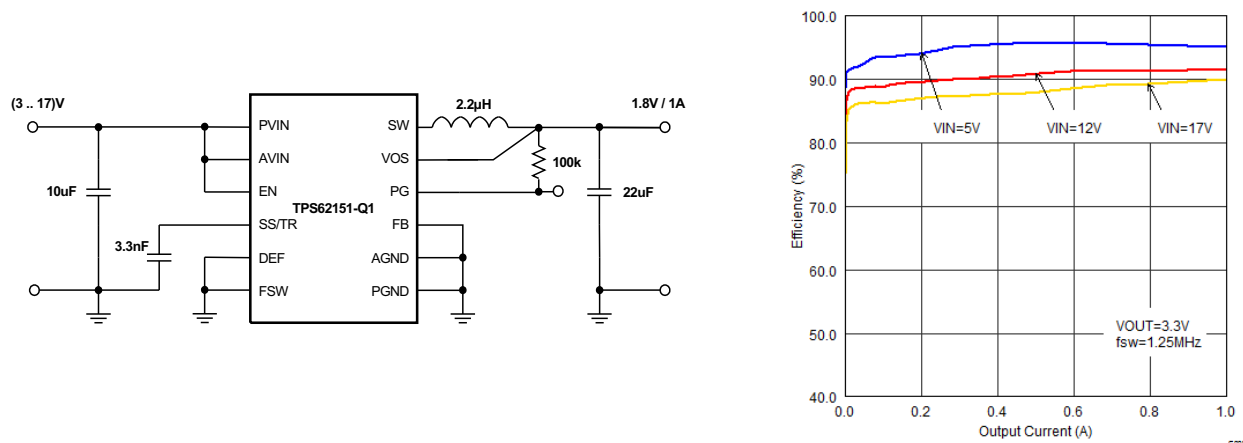 (3 .. 17)V
10uF
3.3nF
PVIN
AVIN
EN
SS/TR
DEF
FSW
TPS62151-Q1
SW
VOS
PG
FB
AGND
PGND
2.2µH
100k
22uF
1.8V / 1A
Efficiency (%)
100.0
90.0
80.0
70.0
60.0
50.0
40.0
VIN=5V
VIN=12V
VIN=17V
VOUT=3.3V
fsw=1.25MHz
0.0
0.2
0.4
0.6
0.8
1.0
Output Current (A)